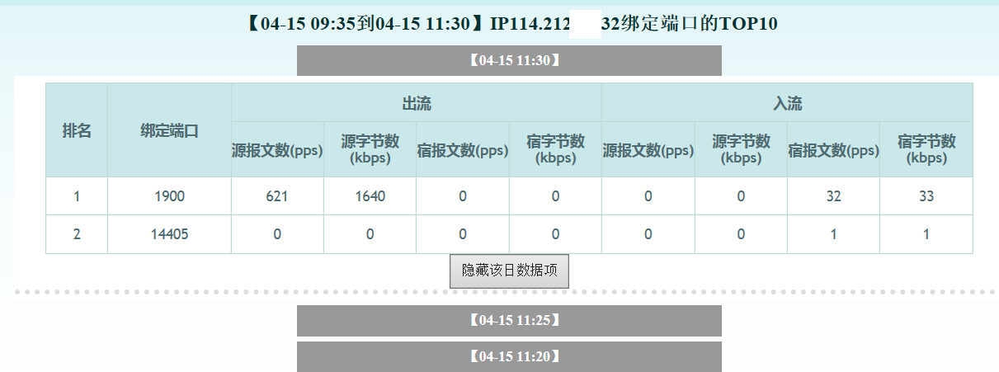 【04-15 09:35到04-15 11:30】IP114.212 32绑定端口的TOP10
【04-15 11:30】
排名 绑定端口 出流 入流
源报文数(pps) 源字节数(kbps) 宿报文数(pps) 宿字节数(kbps) 源报文数(pps) 源字节数(kbps) 宿报文数(pps) 宿字节数(kbps)
1 1900 621 1640 0 0 0 0 32 33
2 14405 0 0 0 0 0 0 1 1
隐藏该日数据项
【04-15 11:25】
【04-15 11:20】